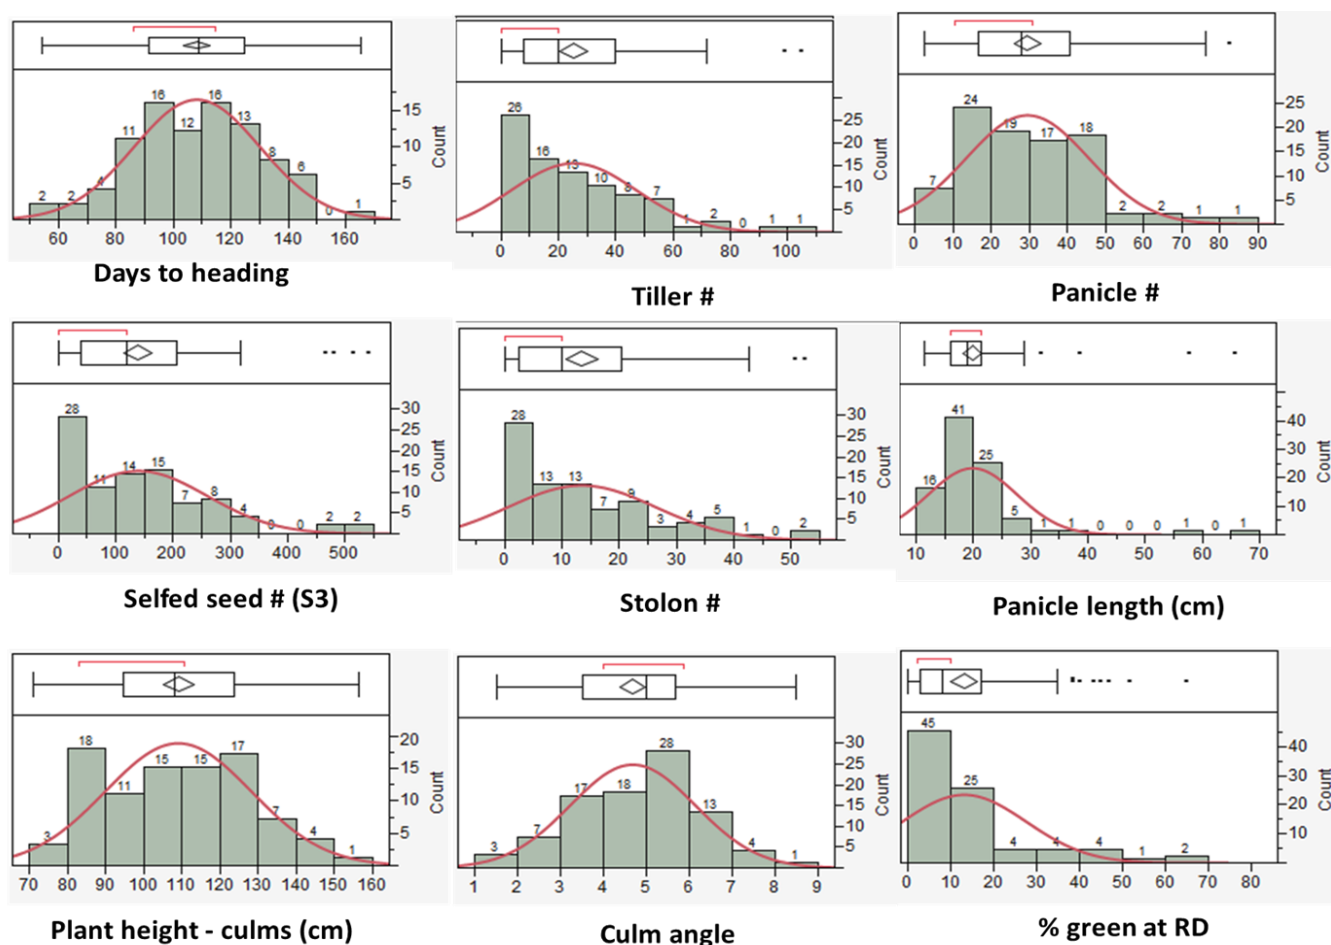 16 16
11 12 13
8 6
2 2 4 0 1
15
10
5
Count
60 80 100 120 140 160
Days to heading
26
16 13 10 8 7
1 2 0 1 1
25
20
15
10
5
Count
0 20 40 60 80 100
Tiller #
24
19 17 18
7
2 2 1 1
25
20
15
10
5
Count
0 10 20 30 40 50 60 70 80 90
Panicle #
28
11 14 15 7 8 4 0 0 2 2
30
25
20
15
10
5
Count
0 100 200 300 400 500
Selfed seed # (S3)
28
13 13 7 9 3 4 5 1 0 2
30
25
20
15
10
5
Count
0 10 20 30 40 50
Stolon #
41
16 25 5 1 1 0 0 0 1 0 1
40
30
20
10
Count
10 20 30 40 50 60 70
Panicle length (cm)
18 17
3 11 15 15 7 4 1
20
15
10
5
Count
70 80 90 100 110 120 130 140 150 160
Plant height - culms (cm)
28
3 7 17 18 13 4 1
30
25
20
15
10
5
Count
1 2 3 4 5 6 7 8 9
Culm angle
45
25
4 4 4 1 2
40
30
20
10
Count
0 10 20 30 40 50 60 70 80
% green at RD